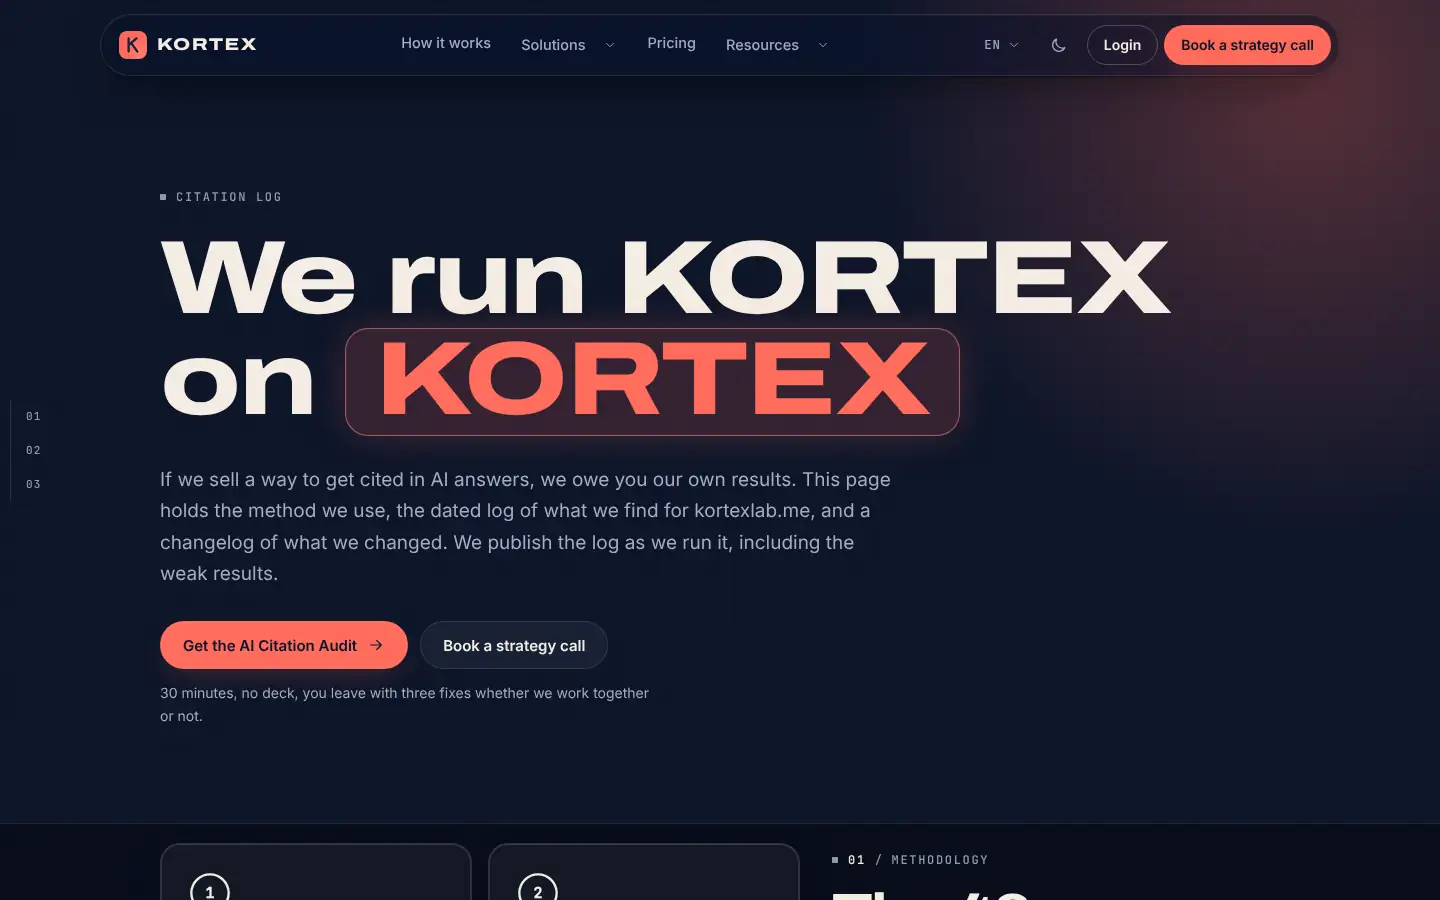 KORTEX
How it works
Solutions
Pricing
Resources
EN
Login
Book a strategy call
CITATION LOG
We run KORTEX
on KORTEX
01
02
03
If we sell a way to get cited in AI answers, we owe you our own results. This page
holds the method we use, the dated log of what we find for kortexlab.me, and a
changelog of what we changed. We publish the log as we run it, including the
weak results.
Get the AI Citation Audit →
Book a strategy call
30 minutes, no deck, you leave with three fixes whether we work together
or not.
1
2
01 / METHODOLOGY